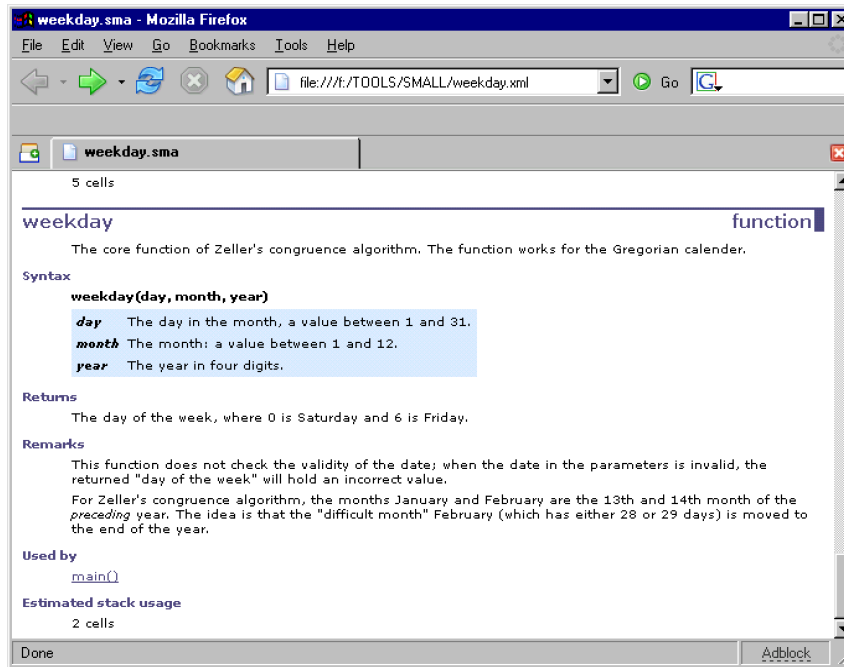 weekday.sma - Mozilla Firefox
File Edit View Go Bookmarks Tools Help
file:///f:/TOOLS/SMALL/weekday.xml Go G
weekday.sma
5 cells
weekday function
The core function of Zeller's congruence algorithm. The function works for the Gregorian calender.
Syntax
weekday(day, month, year)
day The day in the month, a value between 1 and 31.
month The month: a value between 1 and 12.
year The year in four digits.
Returns
The day of the week, where 0 is Saturday and 6 is Friday.
Remarks
This function does not check the validity of the date; when the date in the parameters is invalid, the
returned "day of the week" will hold an incorrect value.
For Zeller's congruence algorithm, the months January and February are the 13th and 14th month of the
preceding year. The idea is that the "difficult month" February (which has either 28 or 29 days) is moved to
the end of the year.
Used by
main()
Estimated stack usage
2 cells
Done Adblock